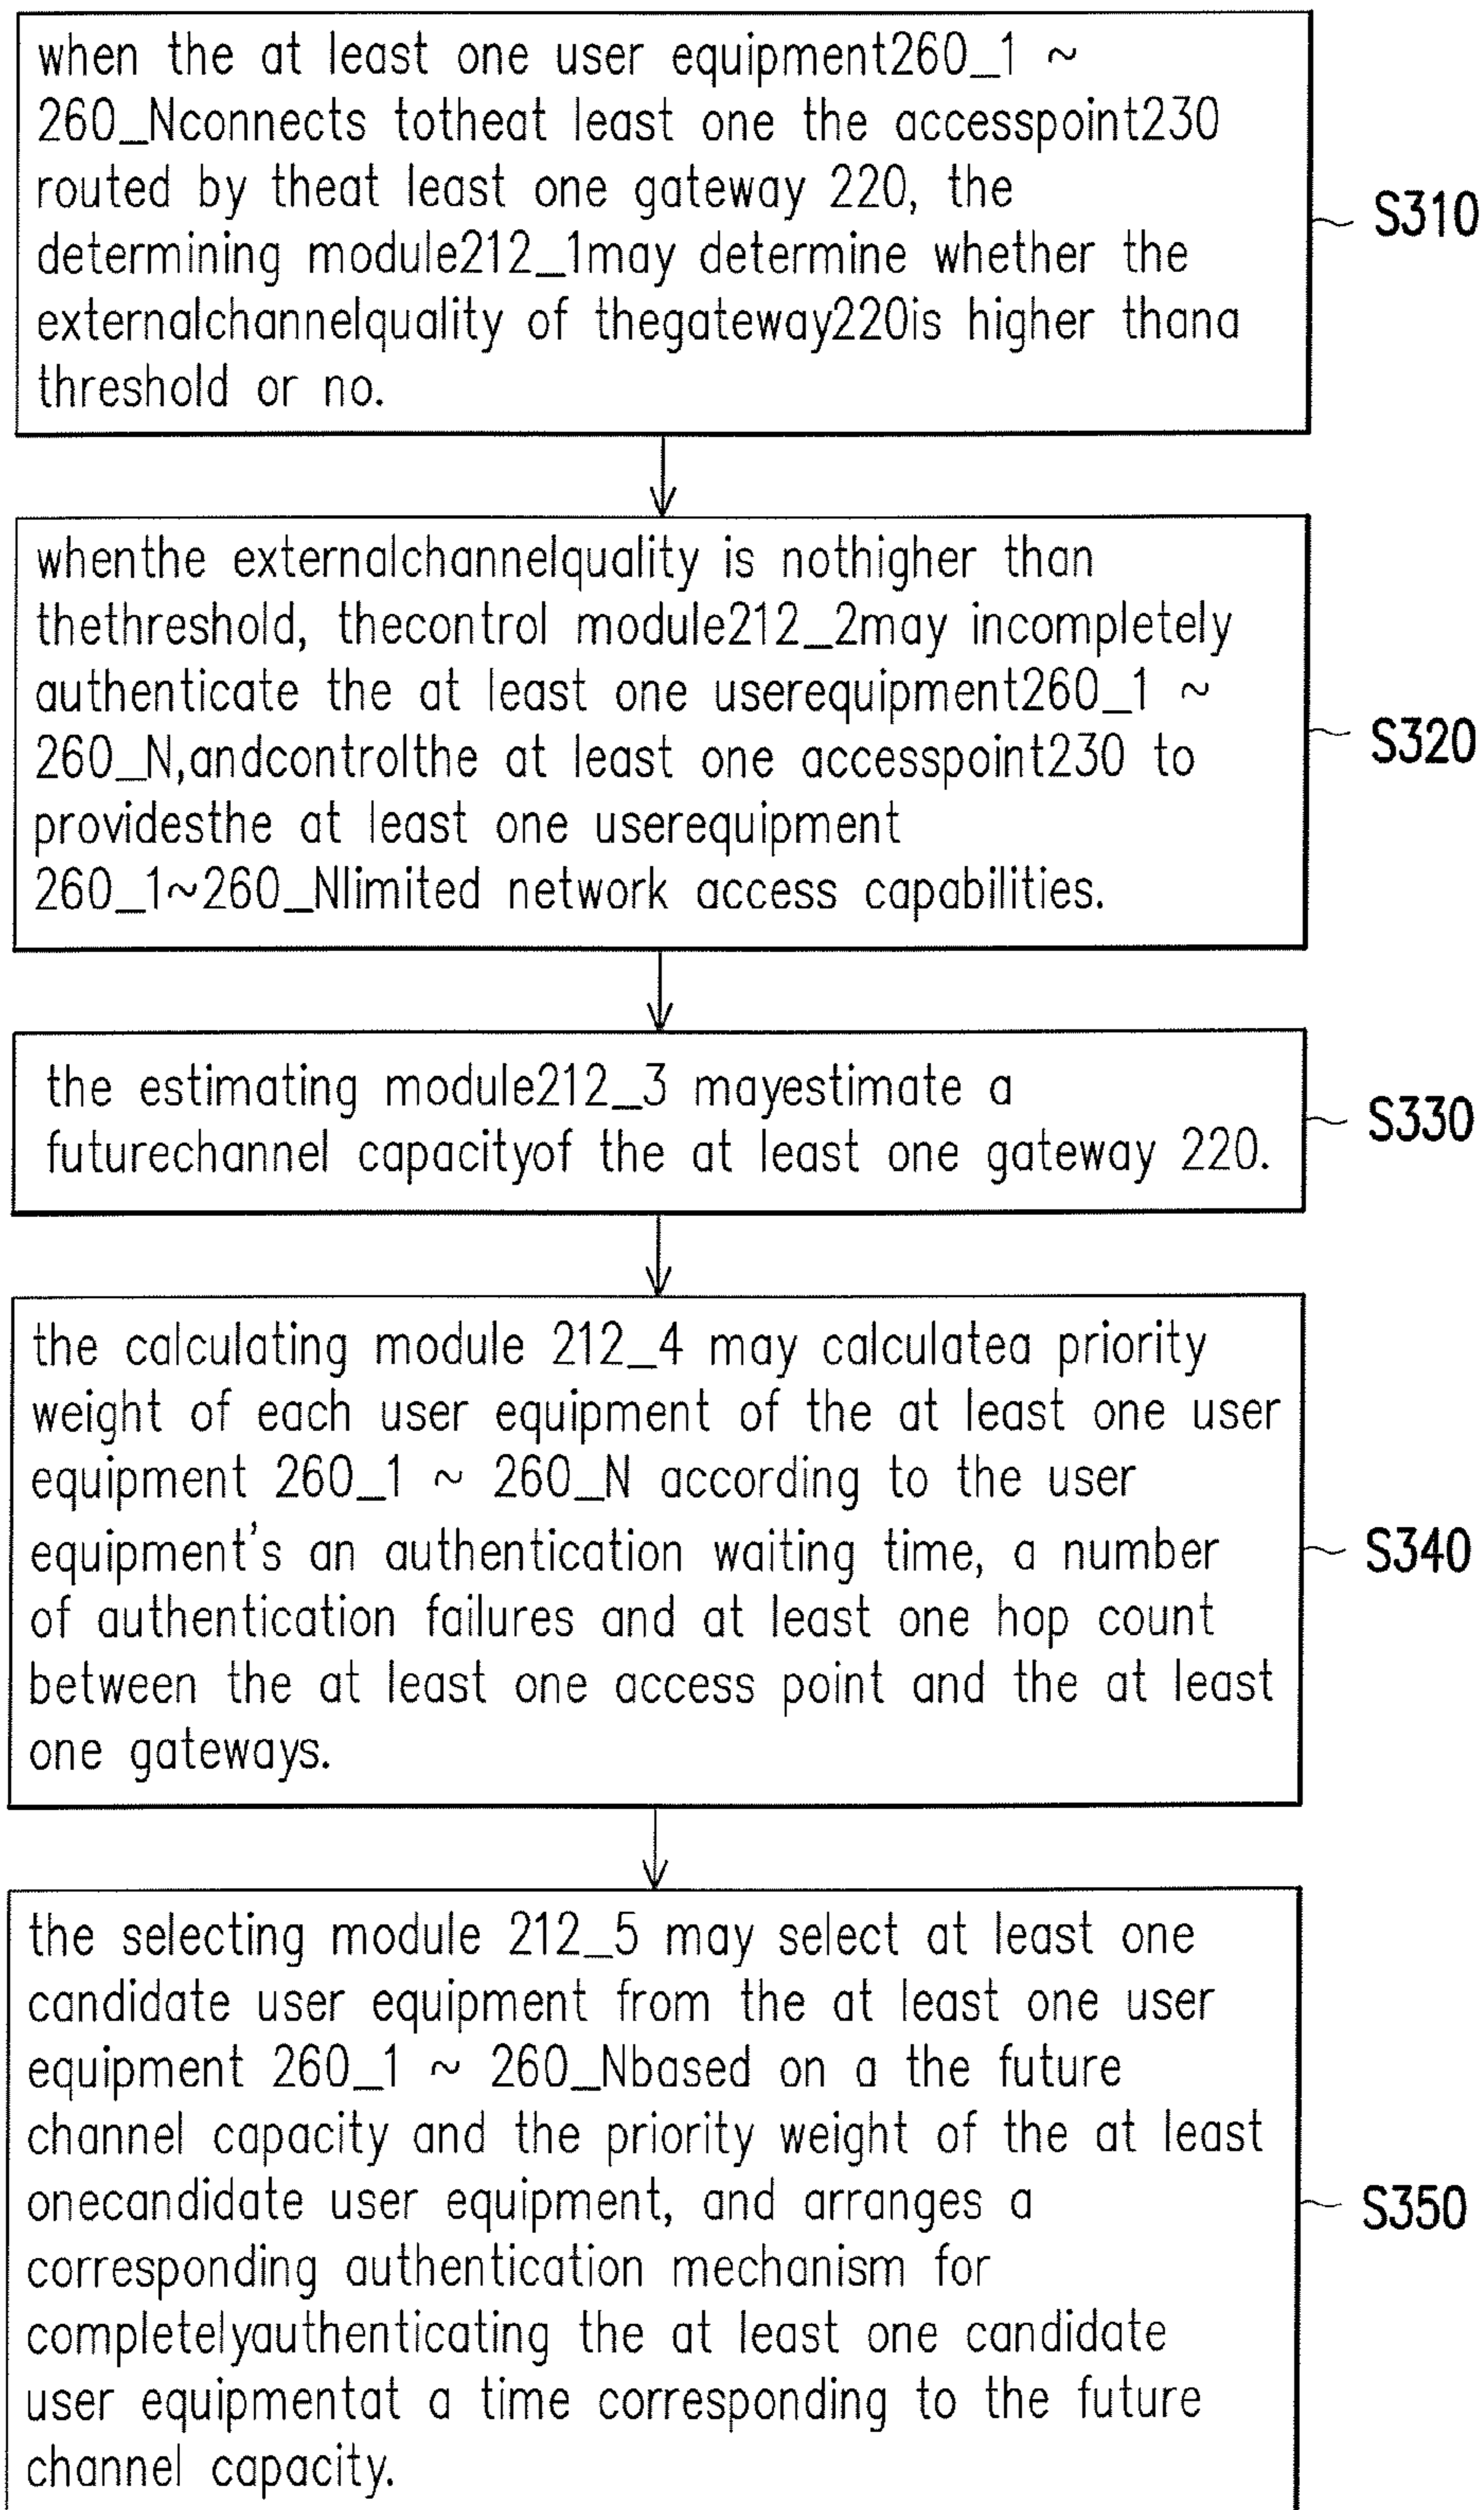 when the at least one user equipment260_1 ~
260_Nconnects totheat least one the accesspoint230
routed by theat least one gateway 220, the
determining module212_1may determine whether the
externalchannelquality of thegateway220is higher thana
threshold or no.
S310
whenthe externalchannelquality is nothigher than
thethreshold, thecontrol module212_2may incompletely
authenticate the at least one userequipment260_1 ~
260_N,andcontrolthe at least one accesspoint230 to
providesthe at least one userequipment
260_1~260_Nlimited network access capabilities.
S320
the estimating module212_3 mayestimate a
futurechannel capacityof the at least one gateway 220.
S330
the calculating module 212_4 may calculatea priority
weight of each user equipment of the at least one user
equipment 260_1 ~ 260_N according to the user
equipment's an authentication waiting time, a number
of authentication failures and at least one hop count
between the at least one access point and the at least
one gateways.
S340
the selecting module 212_5 may select at least one
candidate user equipment from the at least one user
equipment 260_1 ~ 260_Nbased on a the future
channel capacity and the priority weight of the at least
onecandidate user equipment, and arranges a
corresponding authentication mechanism for
completelyauthenticating the at least one candidate
user equipmentat a time corresponding to the future
channel capacity.
S350